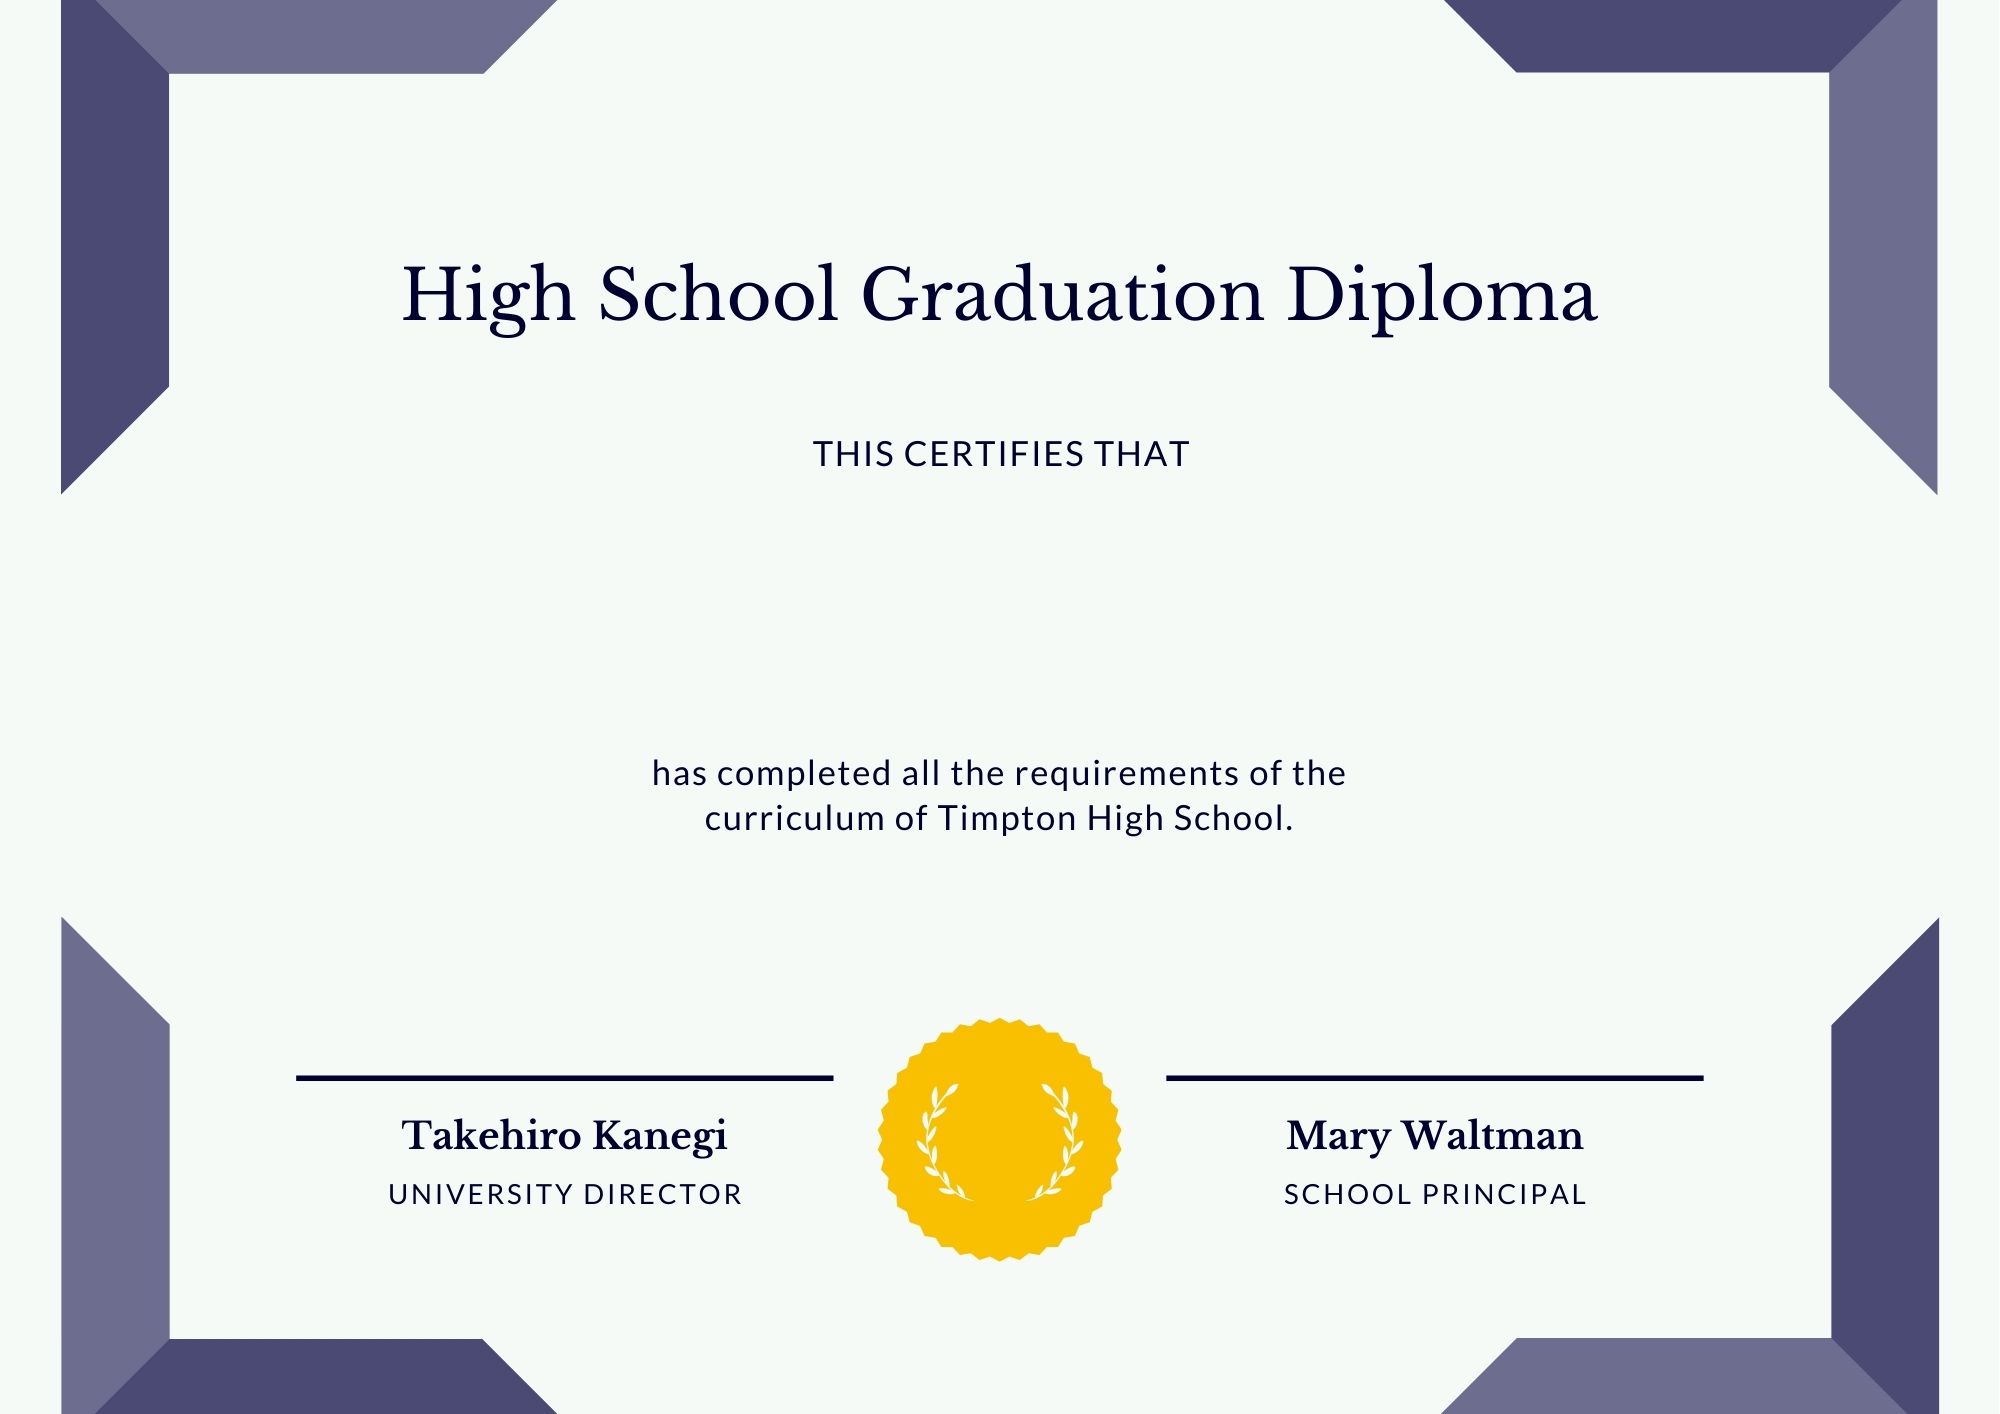 High School Graduation Diploma
THIS CERTIFIES THAT
has completed all the requirements of the
curriculum of Timpton High School.
Takehiro Kanegi
UNIVERSITY DIRECTOR
Mary Waltman
SCHOOL PRINCIPAL